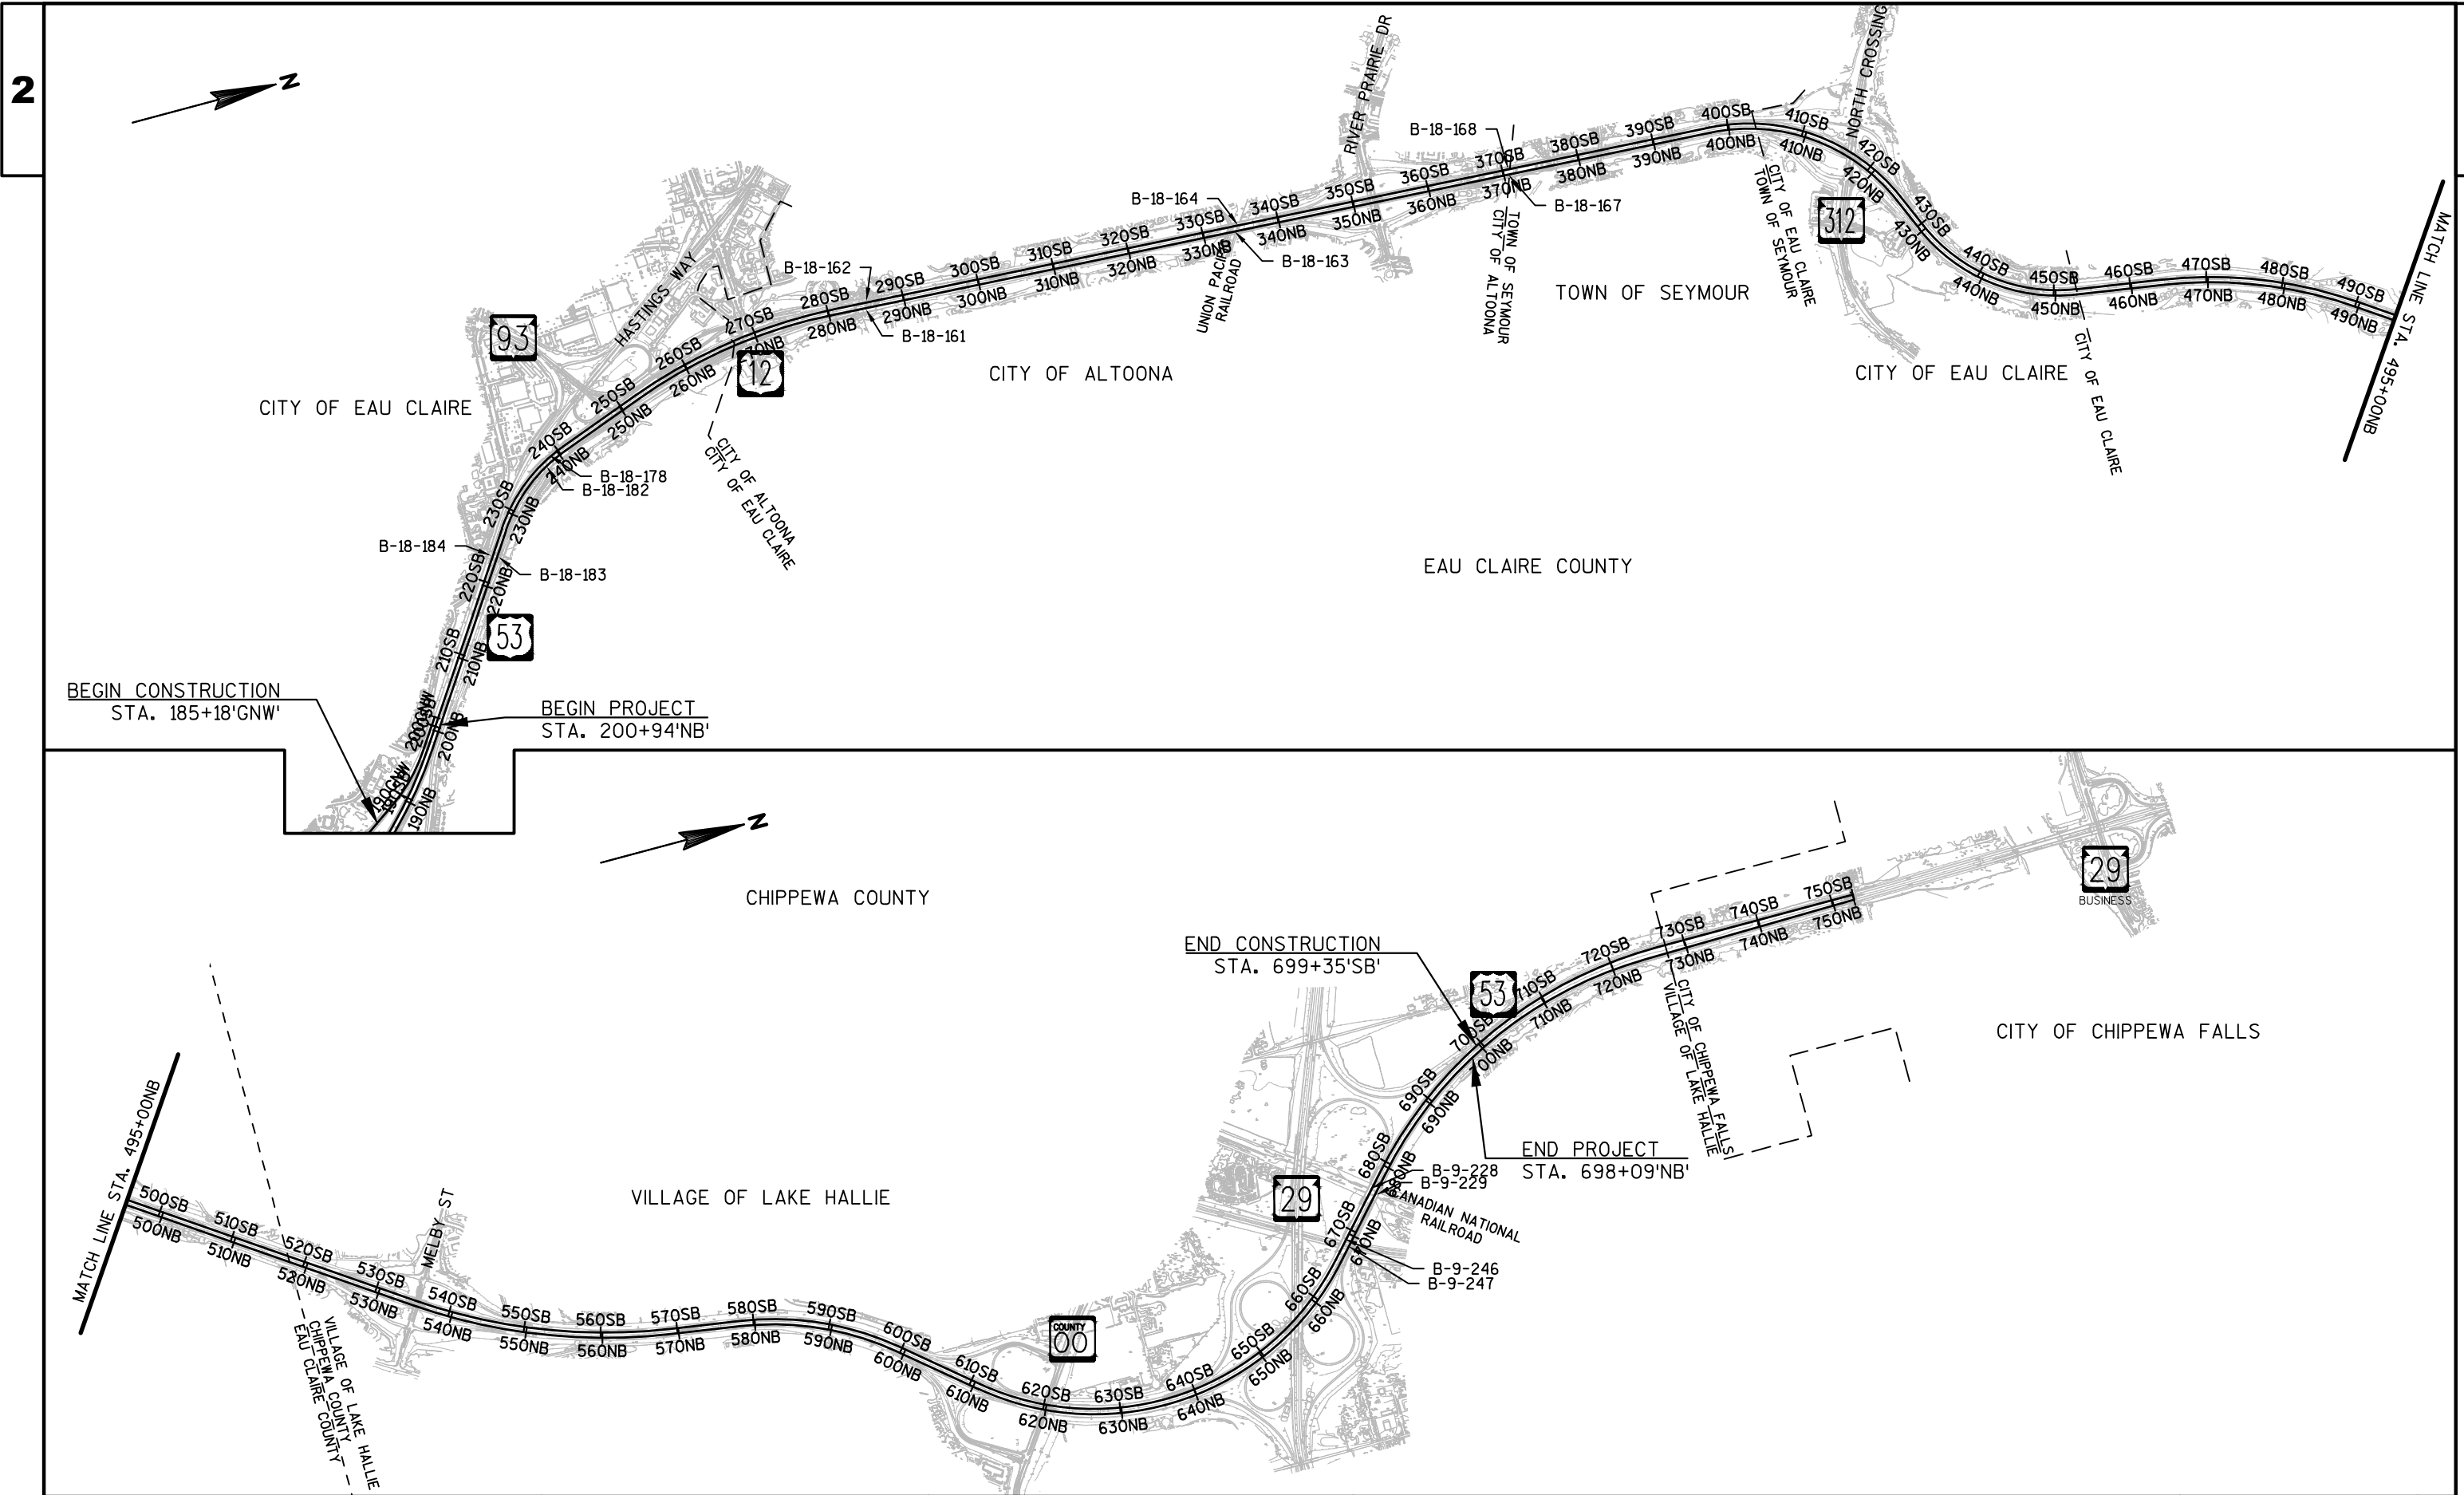 2
N
RIVER PRAIRIE DR
NORTH CROSSING
HASTINGS WAY
93
12
312
53
CITY OF EAU CLAIRE
CITY OF ALTOONA
TOWN OF SEYMOUR
CITY OF EAU CLAIRE
EAU CLAIRE COUNTY
UNION PACIFIC
RAILROAD
TOWN OF SEYMOUR
CITY OF ALTOONA
CITY OF EAU CLAIRE
TOWN OF SEYMOUR
CITY OF EAU CLAIRE
CITY OF ALTOONA
CITY OF EAU CLAIRE
MATCH LINE STA. 495+00NB
B-18-168
B-18-167
B-18-164
B-18-163
B-18-162
B-18-161
B-18-178
B-18-182
B-18-184
B-18-183
BEGIN CONSTRUCTION
STA. 185+18'GNW'
BEGIN PROJECT
STA. 200+94'NB'
190GNW
190SB
190NB
200GNW
200SB
200NB
210SB
210NB
220SB
220NB
230SB
230NB
240SB
240NB
250SB
250NB
260SB
260NB
270SB
270NB
280SB
280NB
290SB
290NB
300SB
300NB
310SB
310NB
320SB
320NB
330SB
330NB
340SB
340NB
350SB
350NB
360SB
360NB
370SB
370NB
380SB
380NB
390SB
390NB
400SB
400NB
410SB
410NB
420SB
420NB
430SB
430NB
440SB
440NB
450SB
450NB
460SB
460NB
470SB
470NB
480SB
480NB
490SB
490NB
N
CHIPPEWA COUNTY
VILLAGE OF LAKE HALLIE
CITY OF CHIPPEWA FALLS
MATCH LINE STA. 495+00NB
VILLAGE OF LAKE HALLIE
CHIPPEWA COUNTY
EAU CLAIRE COUNTY
MELBY ST
COUNTY
OO
29
53
29
BUSINESS
END CONSTRUCTION
STA. 699+35'SB'
END PROJECT
STA. 698+09'NB'
B-9-228
B-9-229
CANADIAN NATIONAL
RAILROAD
B-9-246
B-9-247
CITY OF CHIPPEWA FALLS
VILLAGE OF LAKE HALLIE
500SB
500NB
510SB
510NB
520SB
520NB
530SB
530NB
540SB
540NB
550SB
550NB
560SB
560NB
570SB
570NB
580SB
580NB
590SB
590NB
600SB
600NB
610SB
610NB
620SB
620NB
630SB
630NB
640SB
640NB
650SB
650NB
660SB
660NB
670SB
670NB
680SB
680NB
690SB
690NB
700SB
700NB
710SB
710NB
720SB
720NB
730SB
730NB
740SB
740NB
750SB
750NB